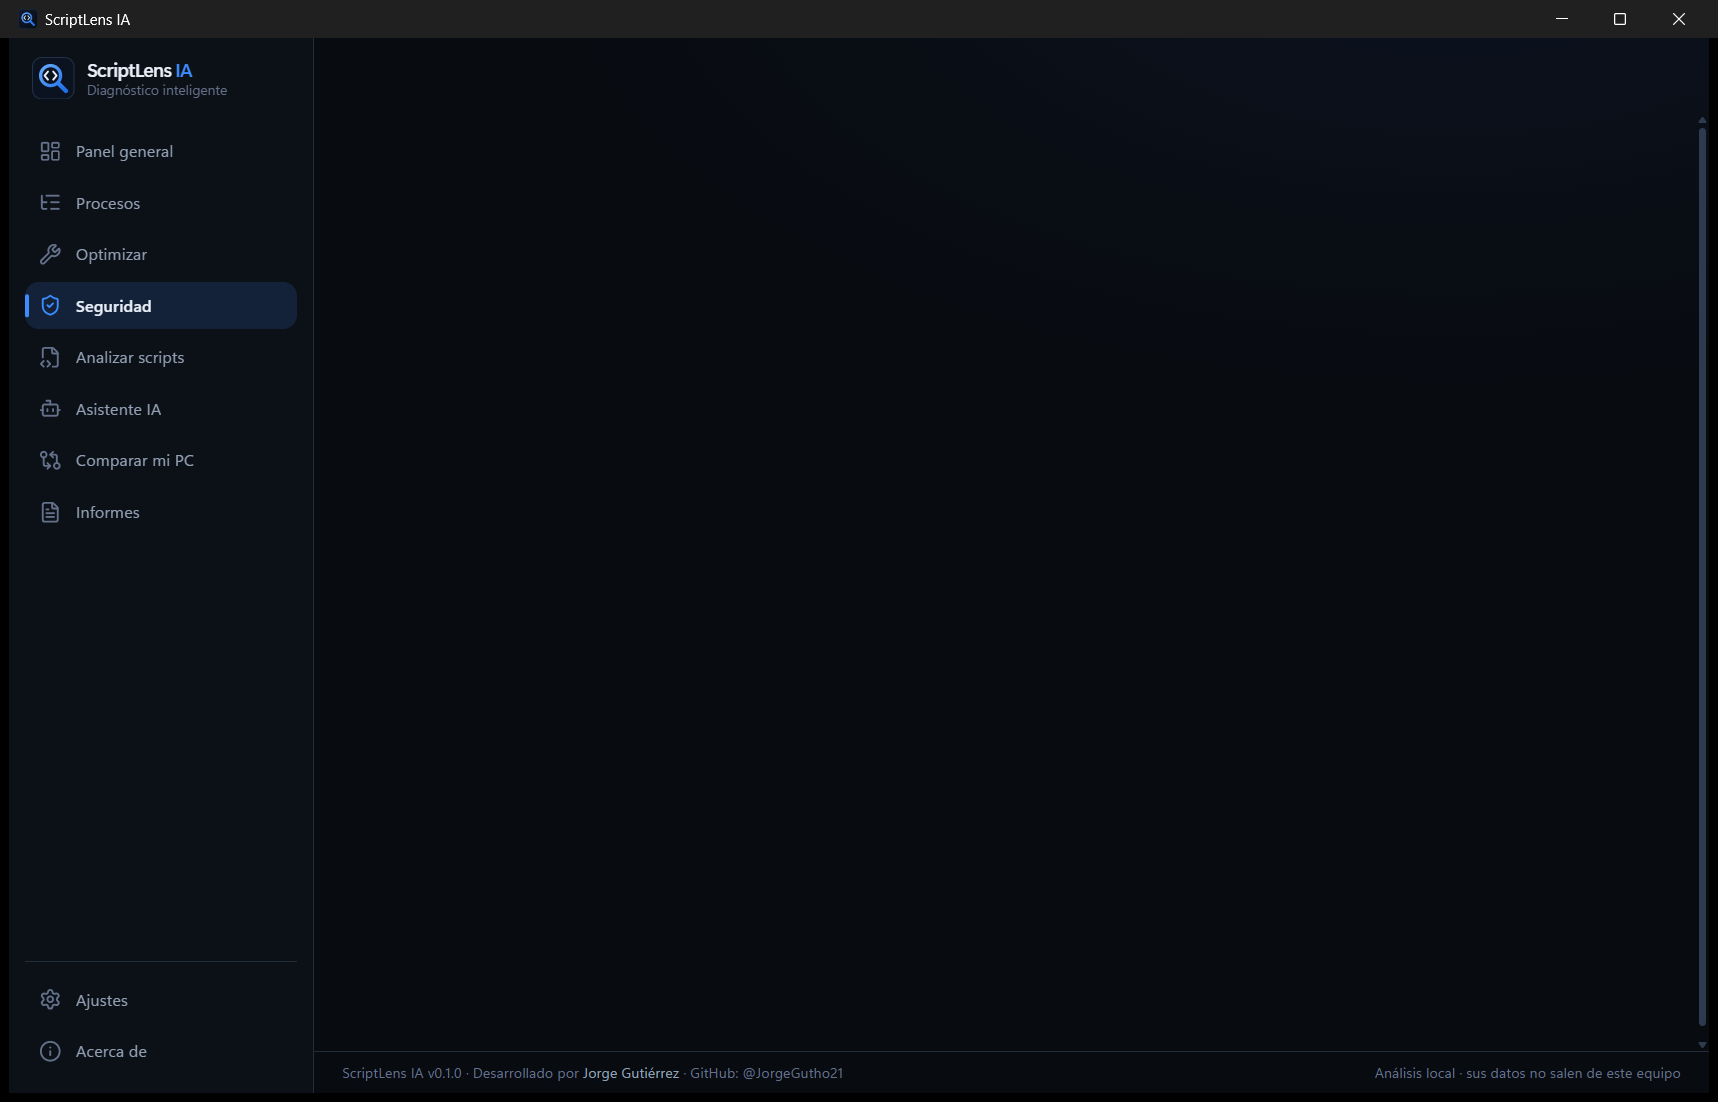 ScriptLens IA
ScriptLens IA
Diagnóstico inteligente
Panel general
Procesos
Optimizar
Seguridad
Analizar scripts
Asistente IA
Comparar mi PC
Informes
Ajustes
Acerca de
ScriptLens IA v0.1.0 · Desarrollado por Jorge Gutiérrez · GitHub: @JorgeGutho21
Análisis local · sus datos no salen de este equipo